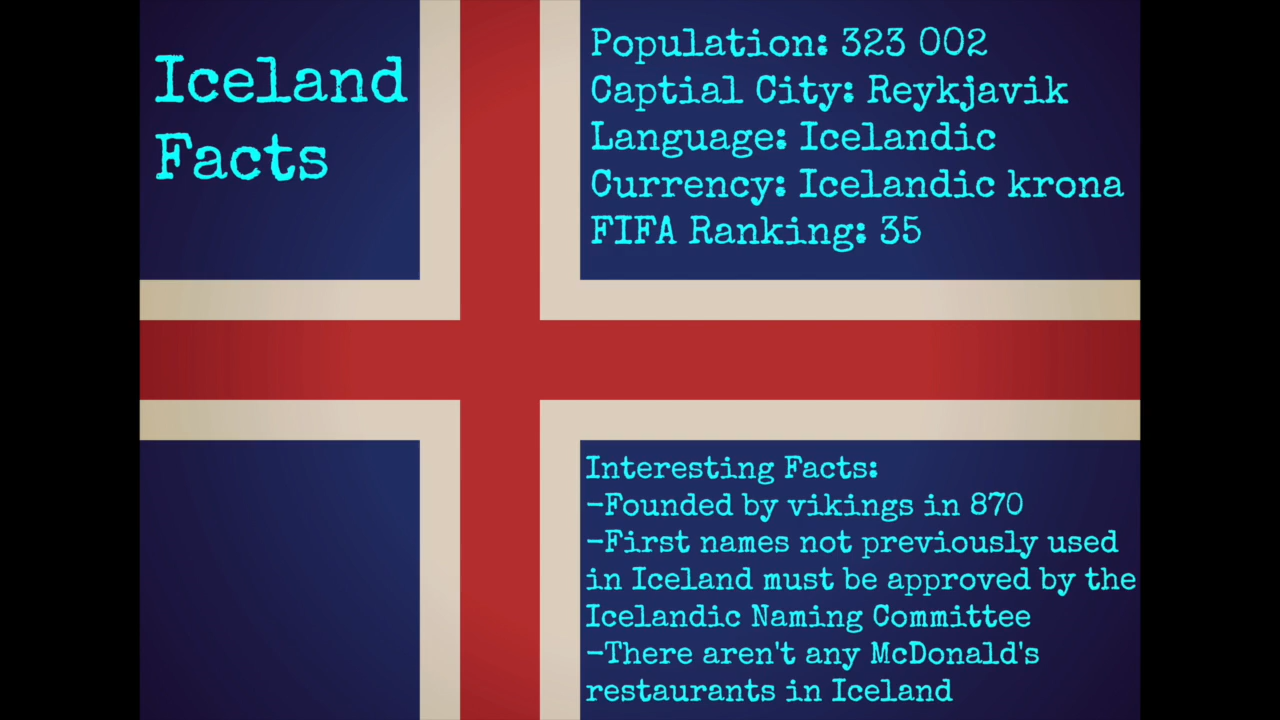 Iceland
Facts
Population: 323 002
Captial City: Reykjavik
Language: Icelandic
Currency: Icelandic krona
FIFA Ranking: 35
Interesting Facts:
-Founded by vikings in 870
-First names not previously used
in Iceland must be approved by the
Icelandic Naming Committee
-There aren't any McDonald's
restaurants in Iceland